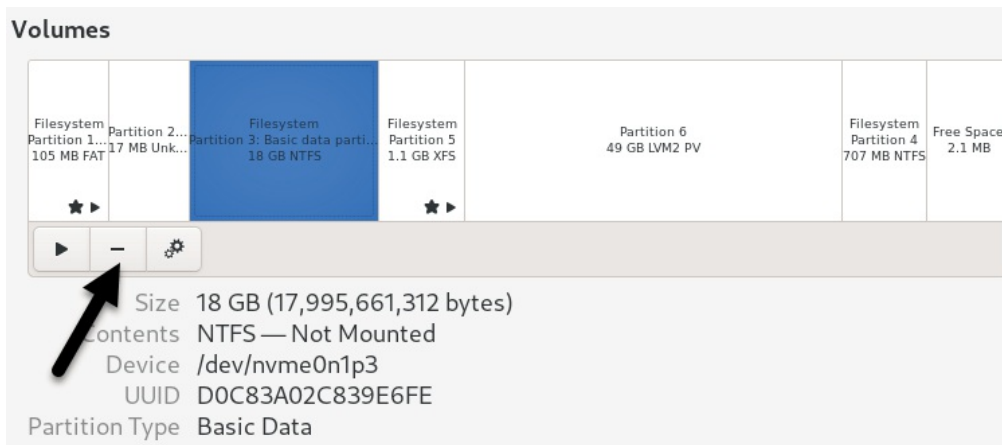 Volumes
Filesystem
Partition 1...
105 MB FAT
Partition 2...
17 MB Unk...
Filesystem
Partition 3: Basic data parti...
18 GB NTFS
Filesystem
Partition 5
1.1 GB XFS
Partition 6
49 GB LVM2 PV
Filesystem
Partition 4
707 MB NTFS
Free Space
2.1 MB
Size 18 GB (17,995,661,312 bytes)
Contents NTFS — Not Mounted
Device /dev/nvme0n1p3
UUID D0C83A02C839E6FE
Partition Type Basic Data